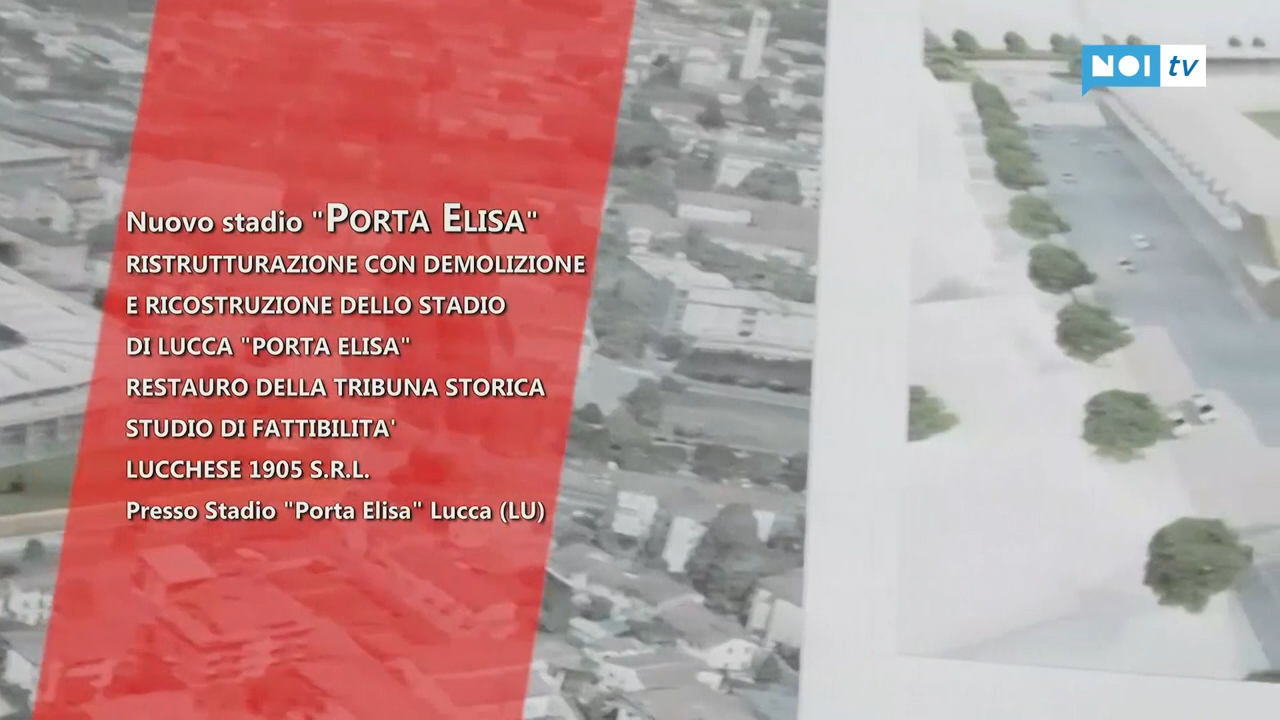 NOI tv
Nuovo stadio "PORTA ELISA"
RISTRUTTURAZIONE CON DEMOLIZIONE
E RICOSTRUZIONE DELLO STADIO
DI LUCCA "PORTA ELISA"
RESTAURO DELLA TRIBUNA STORICA
STUDIO DI FATTIBILITA'
LUCCHESE 1905 S.R.L.
Presso Stadio "Porta Elisa" Lucca (LU)